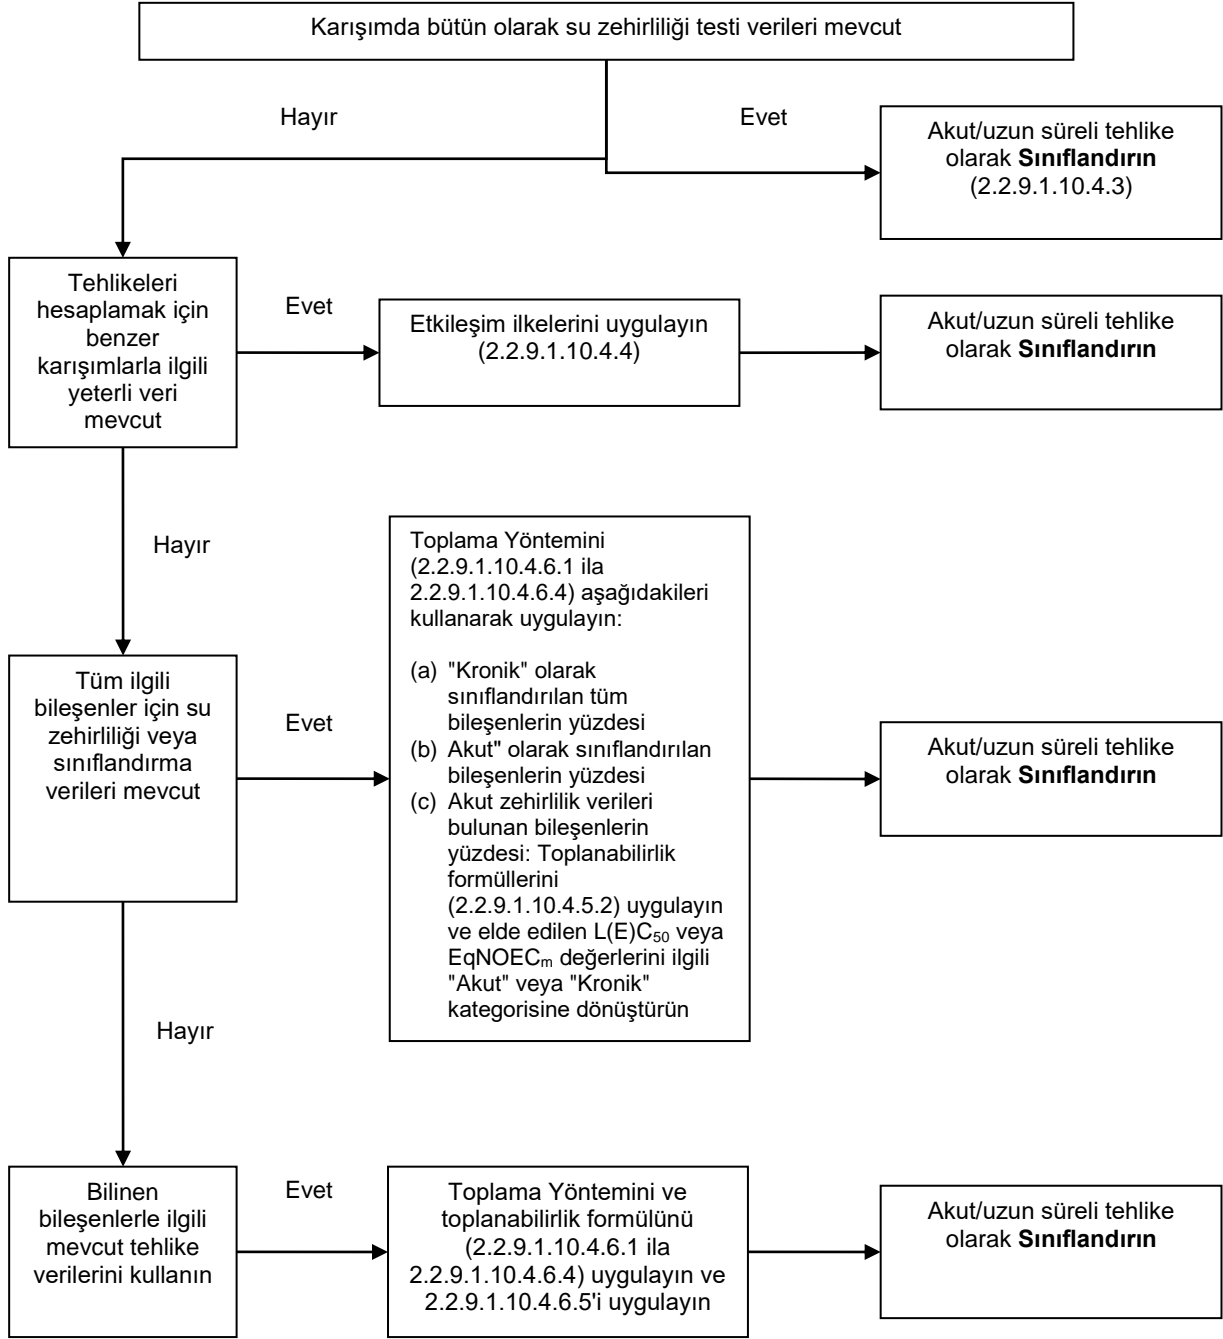 Karışımda bütün olarak su zehirliliği testi verileri mevcut
Hayır
Evet
Akut/uzun süreli tehlike
olarak Sınıflandırın
(2.2.9.1.10.4.3)
Tehlikeleri
hesaplamak için
benzer
karışımlarla ilgili
yeterli veri
mevcut
Evet
Etkileşim ilkelerini uygulayın
(2.2.9.1.10.4.4)
Akut/uzun süreli tehlike
olarak Sınıflandırın
Hayır
Tüm ilgili
bileşenler için su
zehirliliği veya
sınıflandırma
verileri mevcut
Evet
Toplama Yöntemini
(2.2.9.1.10.4.6.1 ila
2.2.9.1.10.4.6.4) aşağıdakileri
kullanarak uygulayın:
(a) "Kronik" olarak
sınıflandırılan tüm
bileşenlerin yüzdesi
(b) Akut" olarak sınıflandırılan
bileşenlerin yüzdesi
(c) Akut zehirlilik verileri
bulunan bileşenlerin
yüzdesi: Toplanabilirlik
formüllerini
(2.2.9.1.10.4.5.2) uygulayın
ve elde edilen L(E)C₅₀ veya
EqNOECₘ değerlerini ilgili
"Akut" veya "Kronik"
kategorisine dönüştürün
Akut/uzun süreli tehlike
olarak Sınıflandırın
Hayır
Bilinen
bileşenlerle ilgili
mevcut tehlike
verilerini kullanın
Evet
Toplama Yöntemini ve
toplanabilirlik formülünü
(2.2.9.1.10.4.6.1 ila
2.2.9.1.10.4.6.4) uygulayın ve
2.2.9.1.10.4.6.5'i uygulayın
Akut/uzun süreli tehlike
olarak Sınıflandırın